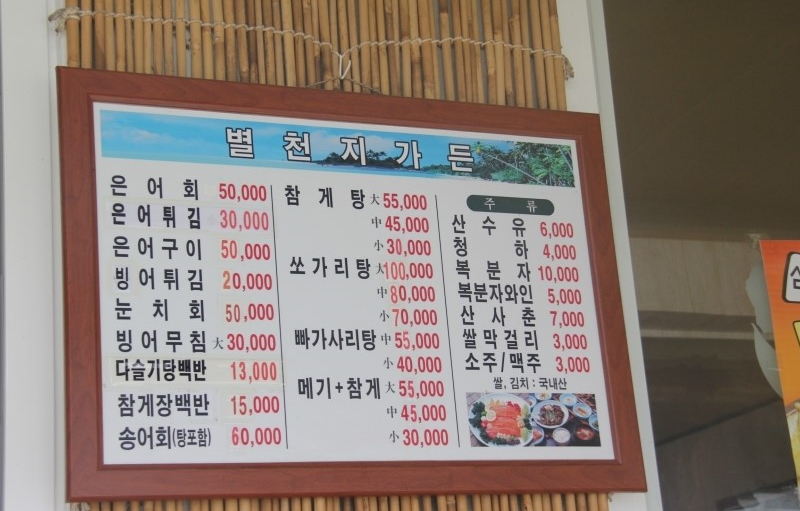 별천지가든
은어회 50,000
은어튀김 30,000
은어구이 50,000
빙어튀김 20,000
눈치회 50,000
빙어무침 大 30,000
다슬기탕백반 13,000
참게장백반 15,000
송어회(탕포함) 60,000
참게탕 大 55,000
中 45,000
小 30,000
쏘가리탕 大 100,000
中 80,000
小 70,000
빠가사리탕 中 55,000
小 40,000
메기+참게 大 55,000
中 45,000
小 30,000
주류
산수유 6,000
청하 4,000
복분자 10,000
복분자와인 5,000
산사춘 7,000
쌀막걸리 3,000
소주/맥주 3,000
쌀, 김치 : 국내산